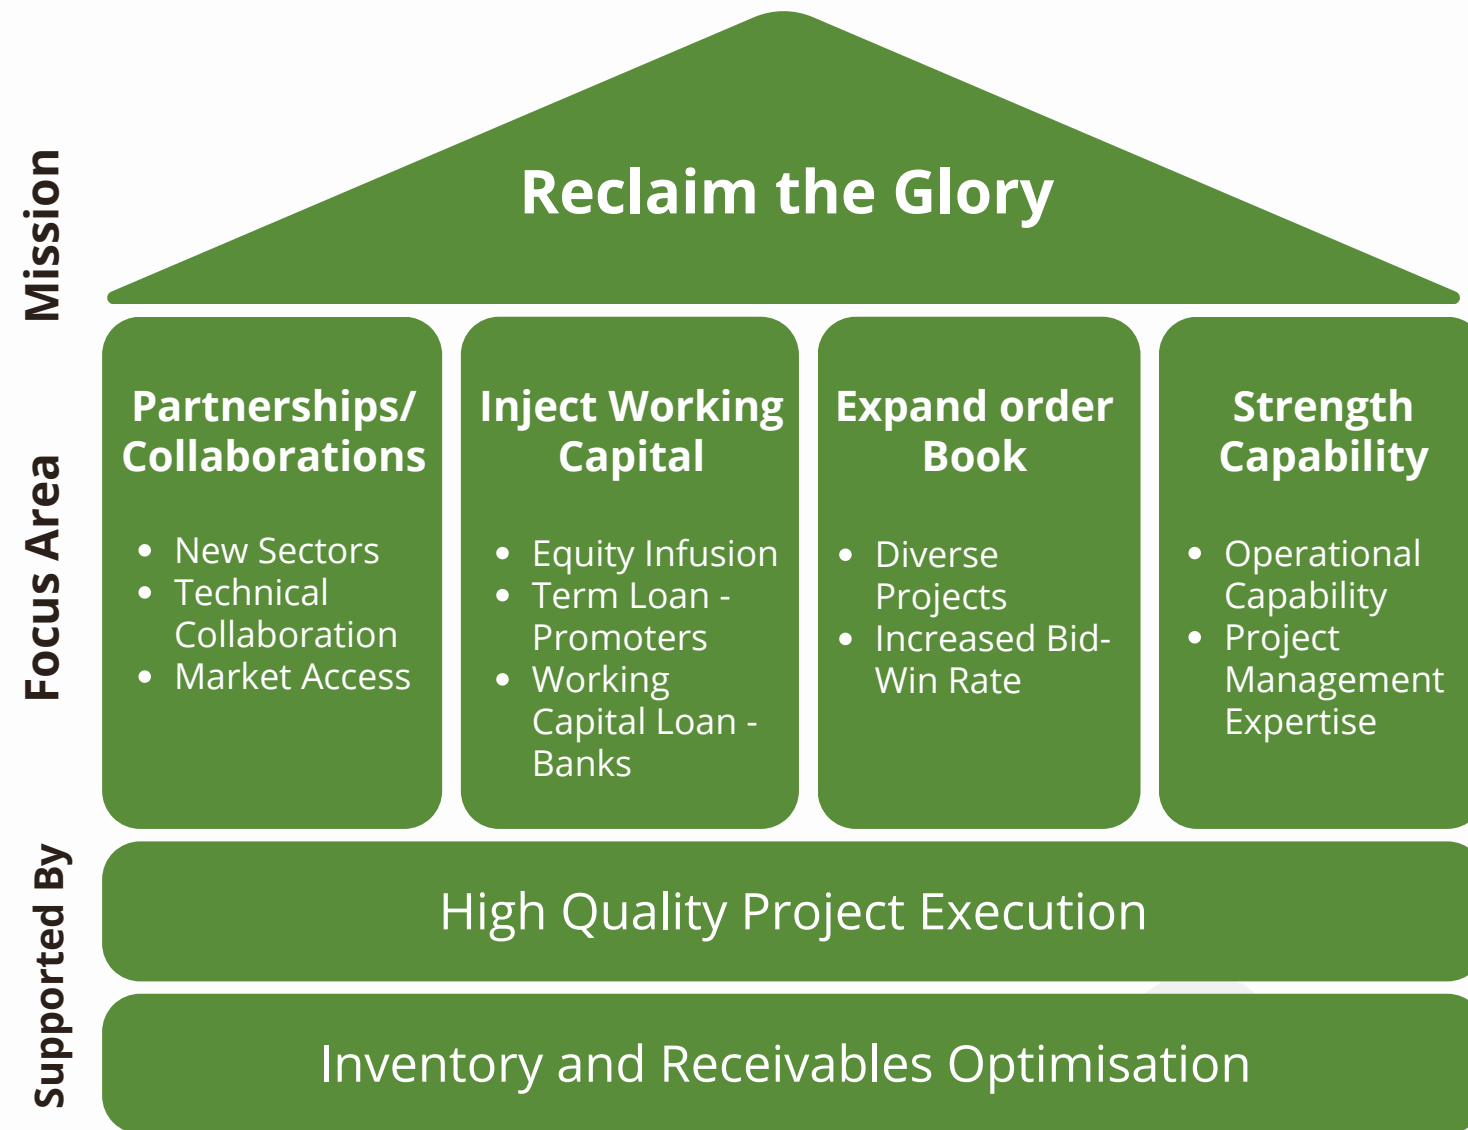 Mission
Reclaim the Glory
Focus Area
Partnerships/
Collaborations
• New Sectors
• Technical
Collaboration
• Market Access
Inject Working
Capital
• Equity Infusion
• Term Loan -
Promoters
• Working
Capital Loan -
Banks
Expand order
Book
• Diverse
Projects
• Increased Bid-
Win Rate
Strength
Capability
• Operational
Capability
• Project
Management
Expertise
Supported By
High Quality Project Execution
Inventory and Receivables Optimisation